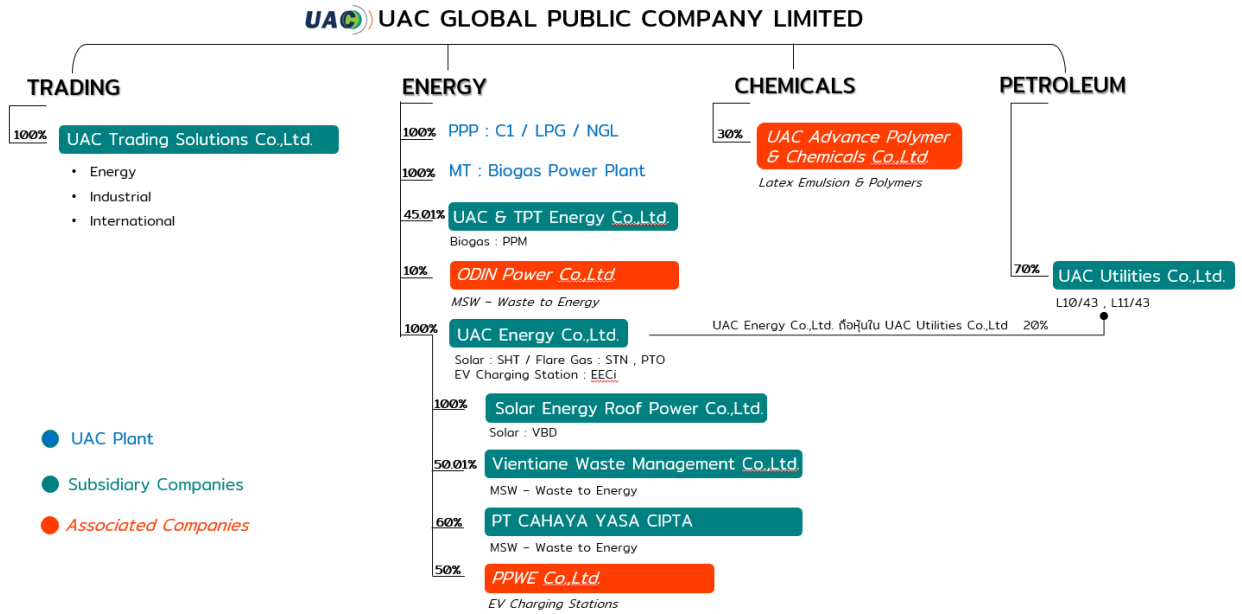 UAC UAC GLOBAL PUBLIC COMPANY LIMITED
TRADING
100% UAC Trading Solutions Co.,Ltd.
• Energy
• Industrial
• International
ENERGY
100% PPP : C1 / LPG / NGL
100% MT : Biogas Power Plant
45.01% UAC & TPT Energy Co.,Ltd.
Biogas : PPM
10% ODIN Power Co.,Ltd.
MSW – Waste to Energy
100% UAC Energy Co.,Ltd.
Solar : SHT / Flare Gas : STN , PTO
EV Charging Station : EECi
100% Solar Energy Roof Power Co.,Ltd.
Solar : VBD
50.01% Vientiane Waste Management Co.,Ltd.
MSW – Waste to Energy
60% PT CAHAYA YASA CIPTA
MSW – Waste to Energy
50% PPWE Co.,Ltd.
EV Charging Stations
CHEMICALS
30% UAC Advance Polymer
& Chemicals Co.,Ltd.
Latex Emulsion & Polymers
PETROLEUM
70% UAC Utilities Co.,Ltd.
L10/43 , L11/43
UAC Energy Co.,Ltd. ถือหุ้นใน UAC Utilities Co.,Ltd 20%
UAC Plant
Subsidiary Companies
Associated Companies